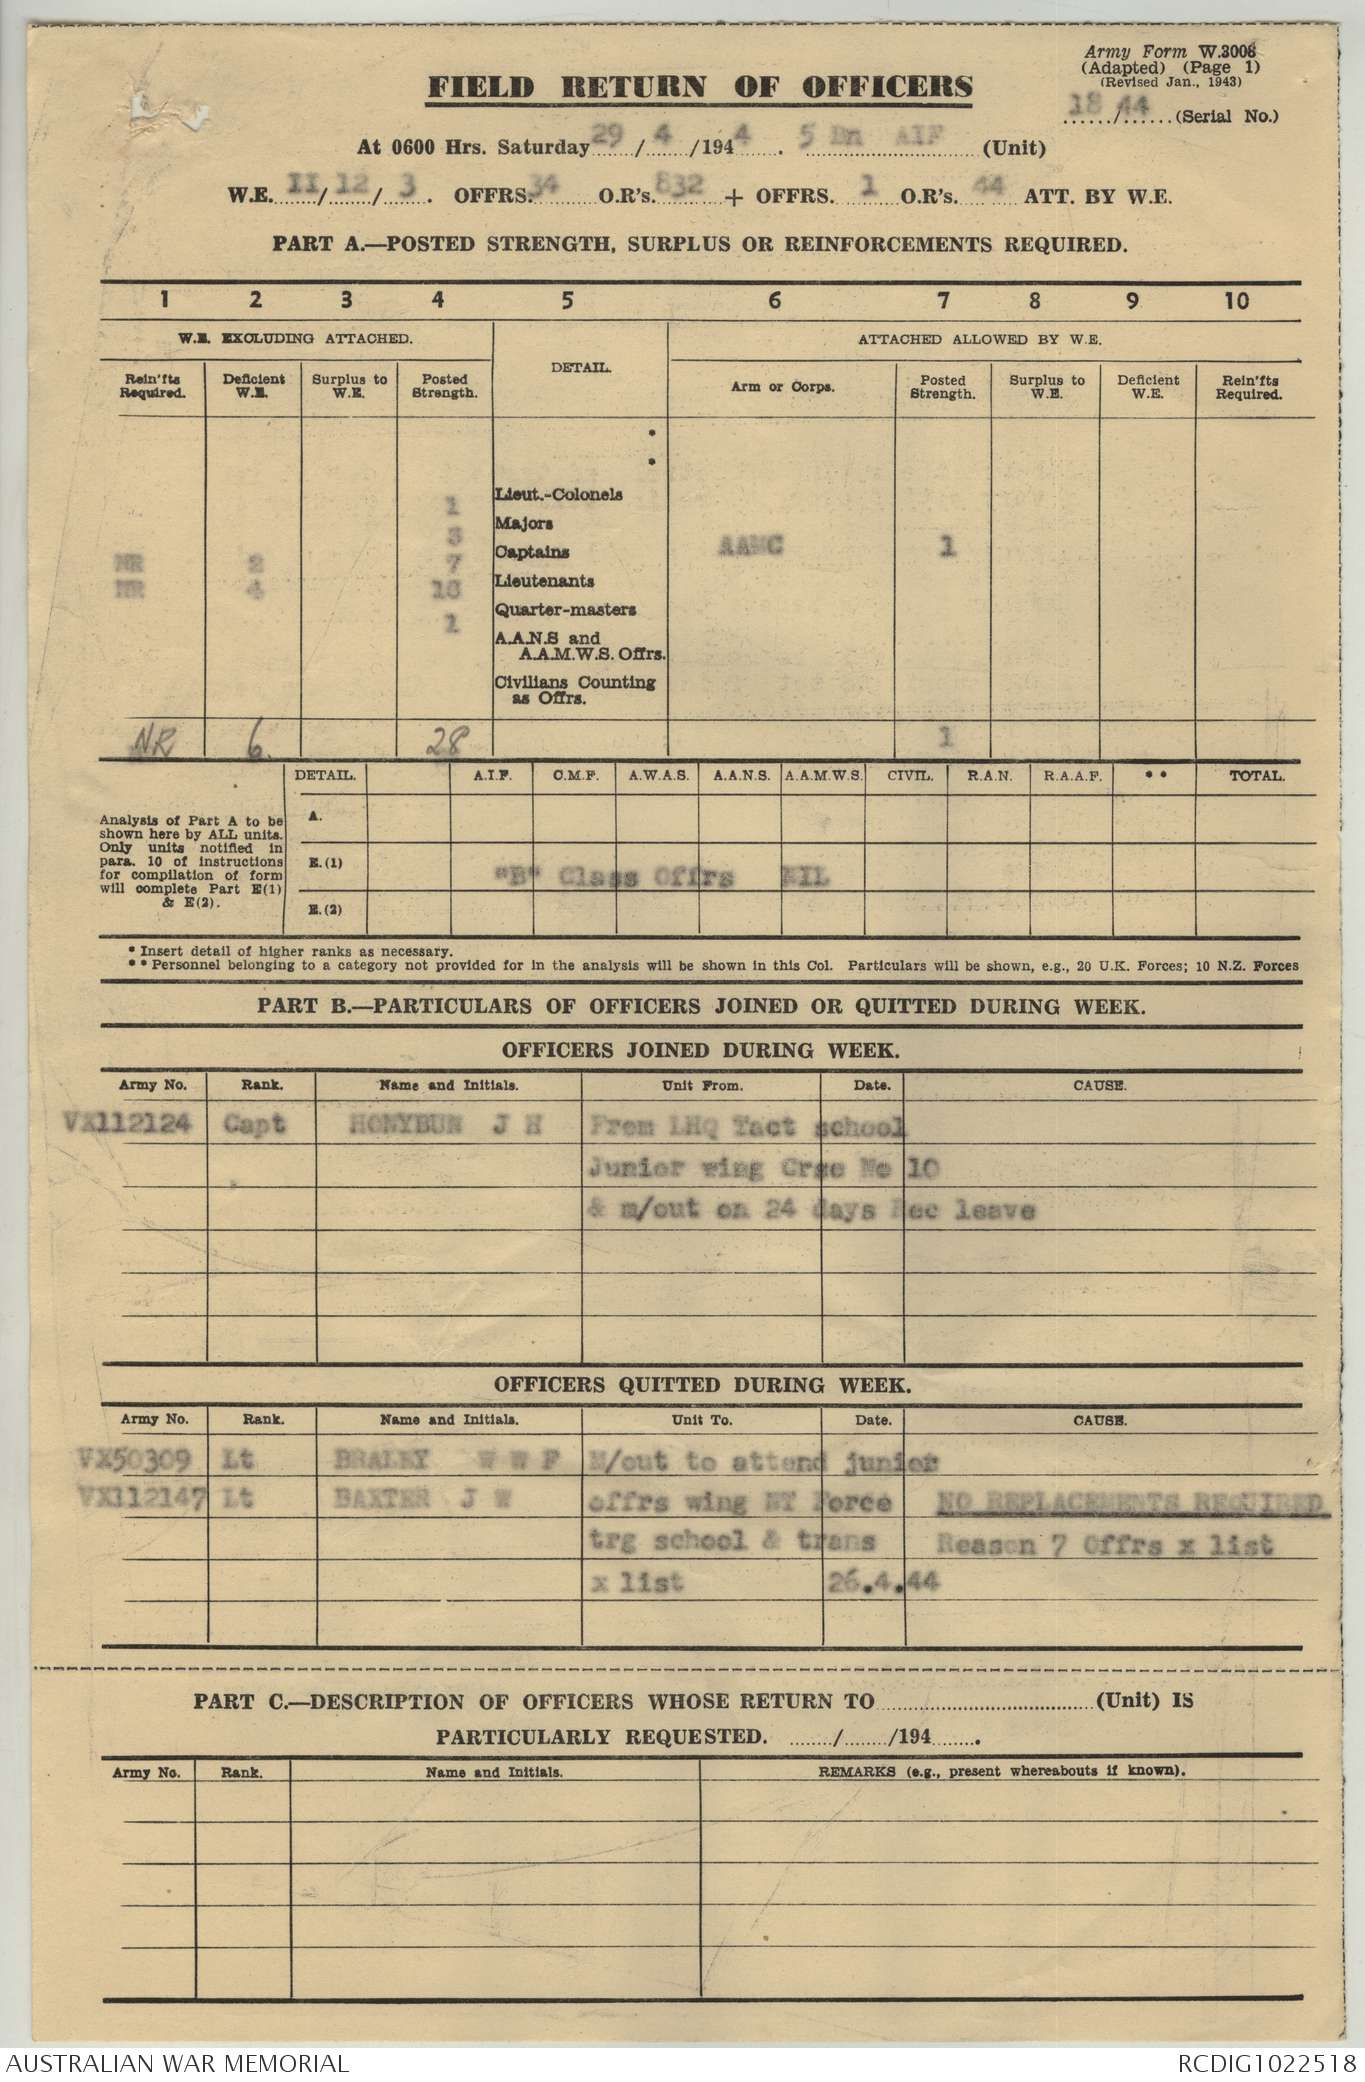 Army Form W.3008
(Adapted) (Page 1)
(Revised Jan., 1943)
FIELD RETURN OF OFFICERS
18/44 (Serial No.)
At 0600 Hrs. Saturday 29/4/1944. 5 Bn AIF (Unit)
W.E. II/12/3. OFFRS. 34 O.R's. 832 + OFFRS. 1 O.R's. 44 ATT. BY W.E.
PART A.—POSTED STRENGTH, SURPLUS OR REINFORCEMENTS REQUIRED.
1 2 3 4 5 6 7 8 9 10
W.E. EXCLUDING ATTACHED. DETAIL. ATTACHED ALLOWED BY W.E.
Rein'fts Required. Deficient W.E. Surplus to W.E. Posted Strength. Arm or Corps. Posted Strength. Surplus to W.E. Deficient W.E. Rein'fts Required.
*
*
1 Lieut.-Colonels
3 Majors
NR 2 7 Captains AAMC 1
NR 4 16 Lieutenants
1 Quarter-masters
A.A.N.S and
A.A.M.W.S. Offrs.
Civilians Counting
as Offrs.
NR 6. 28 1
DETAIL. A.I.F. C.M.F. A.W.A.S. A.A.N.S. A.A.M.W.S. CIVIL. R.A.N. R.A.A.F. ** TOTAL.
Analysis of Part A to be
shown here by ALL units.
Only units notified in
para. 10 of instructions
for compilation of form
will complete Part E(1)
& E(2).
A.
E.(1) "B" Class Offrs NIL
E.(2)
* Insert detail of higher ranks as necessary.
** Personnel belonging to a category not provided for in the analysis will be shown in this Col. Particulars will be shown, e.g., 20 U.K. Forces; 10 N.Z. Forces
PART B.—PARTICULARS OF OFFICERS JOINED OR QUITTED DURING WEEK.
OFFICERS JOINED DURING WEEK.
Army No. Rank. Name and Initials. Unit From. Date. CAUSE.
VX112124 Capt HONYBUN J H From LHQ Tact school
Junior wing Crse No 10
& m/out on 24 days Rec leave
OFFICERS QUITTED DURING WEEK.
Army No. Rank. Name and Initials. Unit To. Date. CAUSE.
VX50309 Lt BRALEY W W F M/out to attend junior
VX112147 Lt BAXTER J W offrs wing NT Force NO REPLACEMENTS REQUIRED
trg school & trans Reason 7 Offrs x list
x list 26.4.44
PART C.—DESCRIPTION OF OFFICERS WHOSE RETURN TO (Unit) IS
PARTICULARLY REQUESTED. ....../....../194......
Army No. Rank. Name and Initials. REMARKS (e.g., present whereabouts if known).
AUSTRALIAN WAR MEMORIAL RCDIG1022518